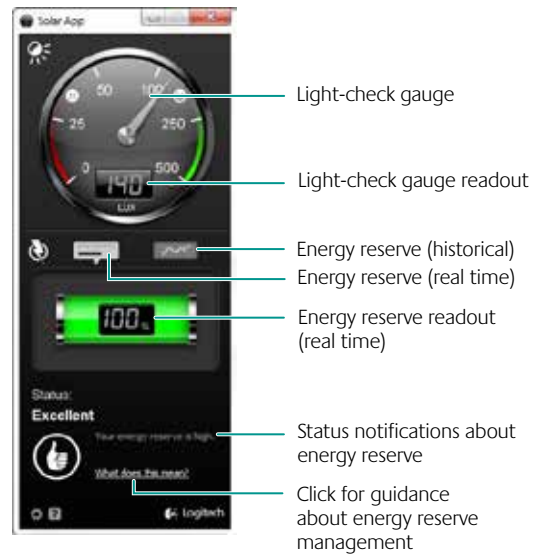 Solar App
50
100
25
250
0
500
140
LUX
Light-check gauge
Light-check gauge readout
Energy reserve (historical)
Energy reserve (real time)
100 %
Energy reserve readout
(real time)
Status:
Excellent
Your energy reserve is high.
Status notifications about
energy reserve
What does this mean?
Click for guidance
about energy reserve
management
?
Logitech